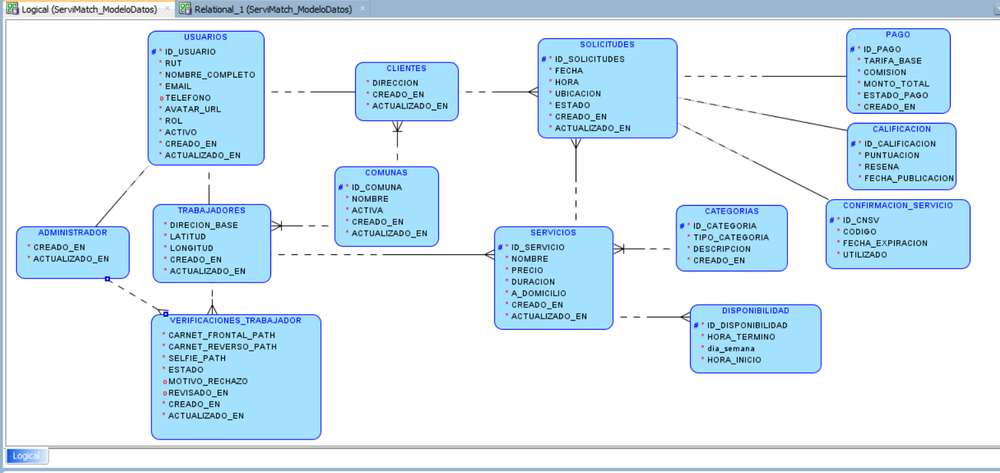 Logical (ServiMatch_ModeloDatos)
Relational_1 (ServiMatch_ModeloDatos)
USUARIOS
# * ID_USUARIO
* RUT
* NOMBRE_COMPLETO
* EMAIL
o TELEFONO
* AVATAR_URL
* ROL
* ACTIVO
* CREADO_EN
* ACTUALIZADO_EN
CLIENTES
* DIRECCION
* CREADO_EN
* ACTUALIZADO_EN
SOLICITUDES
# * ID_SOLICITUDES
* FECHA
* HORA
* UBICACION
* ESTADO
* CREADO_EN
* ACTUALIZADO_EN
PAGO
# * ID_PAGO
* TARIFA_BASE
* COMISION
* MONTO_TOTAL
* ESTADO_PAGO
* CREADO_EN
CALIFICACION
# * ID_CALIFICACION
* PUNTUACION
* RESENA
* FECHA_PUBLICACION
COMUNAS
# * ID_COMUNA
* NOMBRE
* ACTIVA
* CREADO_EN
* ACTUALIZADO_EN
TRABAJADORES
* DIRECION_BASE
* LATITUD
* LONGITUD
* CREADO_EN
* ACTUALIZADO_EN
ADMINISTRADOR
* CREADO_EN
* ACTUALIZADO_EN
SERVICIOS
# * ID_SERVICIO
* NOMBRE
* PRECIO
* DURACION
* A_DOMICILIO
* CREADO_EN
* ACTUALIZADO_EN
CATEGORIAS
# * ID_CATEGORIA
* TIPO_CATEGORIA
* DESCRIPCION
* CREADO_EN
CONFIRMACION_SERVICIO
# * ID_CNSV
* CODIGO
* FECHA_EXPIRACION
* UTILIZADO
VERIFICACIONES_TRABAJADOR
* CARNET_FRONTAL_PATH
* CARNET_REVERSO_PATH
* SELFIE_PATH
* ESTADO
o MOTIVO_RECHAZO
o REVISADO_EN
* CREADO_EN
* ACTUALIZADO_EN
DISPONIBILIDAD
# * ID_DISPONIBILIDAD
* HORA_TERMINO
* dia_semana
* HORA_INICIO
Logical